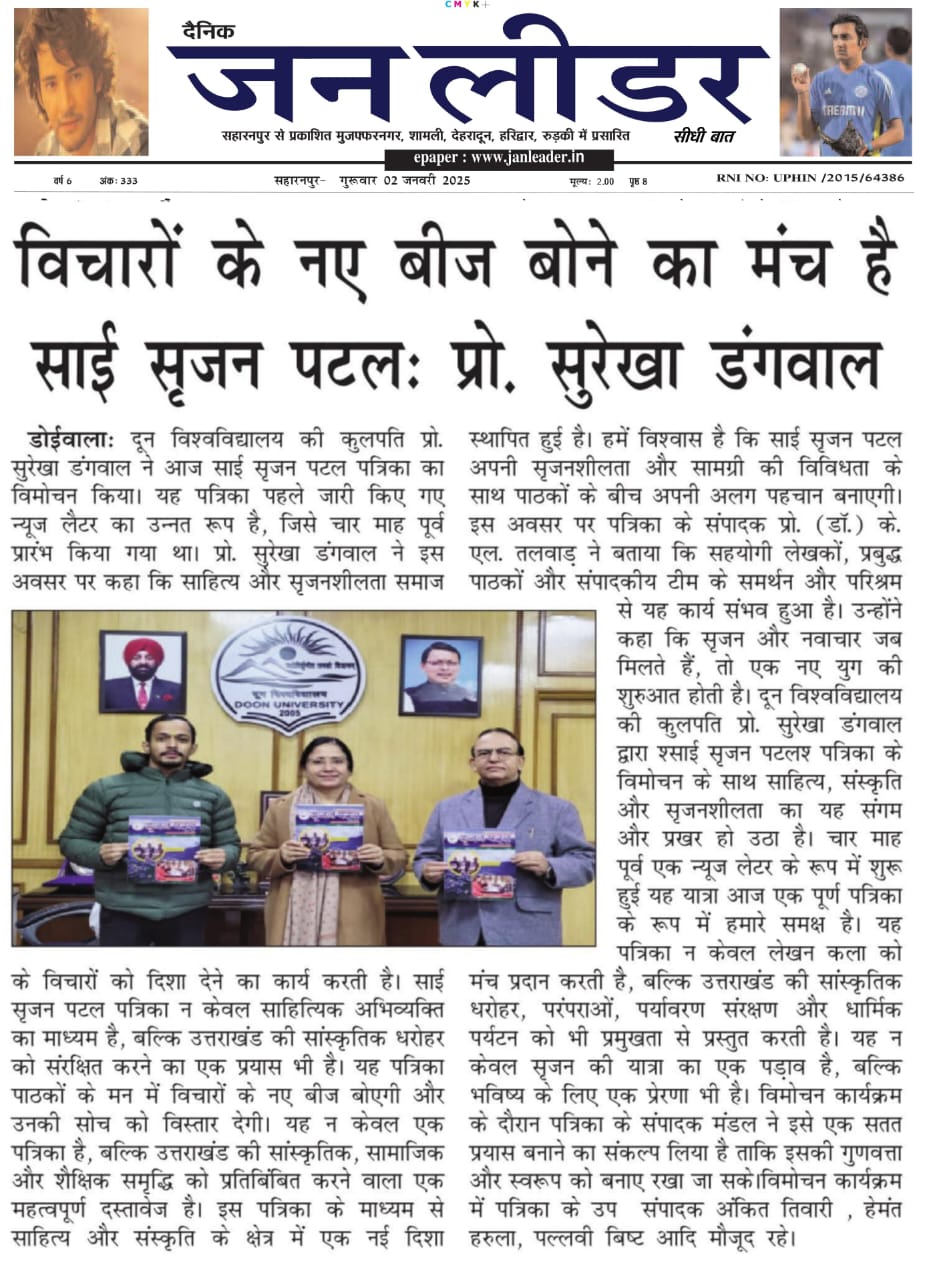 CMYK+
दैनिक
जन लीडर
सहारनपुर से प्रकाशित मुजफ्फरनगर, शामली, देहरादून, हरिद्वार, रुड़की में प्रसारित
सीधी बात
epaper : www.janleader.in
वर्ष 6 अंक: 333 सहारनपुर- गुरूवार 02 जनवरी 2025 मूल्य: 2.00 पृष्ठ 8 RNI NO: UPHIN /2015/64386
विचारों के नए बीज बोने का मंच है
साई सृजन पटल: प्रो. सुरेखा डंगवाल
डोईवाला: दून विश्वविद्यालय की कुलपति प्रो.
सुरेखा डंगवाल ने आज साई सृजन पटल पत्रिका का
विमोचन किया। यह पत्रिका पहले जारी किए गए
न्यूज लैटर का उन्नत रूप है, जिसे चार माह पूर्व
प्रारंभ किया गया था। प्रो. सुरेखा डंगवाल ने इस
अवसर पर कहा कि साहित्य और सृजनशीलता समाज
DOON UNIVERSITY
2005
दून विश्वविद्यालय
के विचारों को दिशा देने का कार्य करती है। साई
सृजन पटल पत्रिका न केवल साहित्यिक अभिव्यक्ति
का माध्यम है, बल्कि उत्तराखंड की सांस्कृतिक धरोहर
को संरक्षित करने का एक प्रयास भी है। यह पत्रिका
पाठकों के मन में विचारों के नए बीज बोएगी और
उनकी सोच को विस्तार देगी। यह न केवल एक
पत्रिका है, बल्कि उत्तराखंड की सांस्कृतिक, सामाजिक
और शैक्षिक समृद्धि को प्रतिबिंबित करने वाला एक
महत्वपूर्ण दस्तावेज है। इस पत्रिका के माध्यम से
साहित्य और संस्कृति के क्षेत्र में एक नई दिशा
स्थापित हुई है। हमें विश्वास है कि साई सृजन पटल
अपनी सृजनशीलता और सामग्री की विविधता के
साथ पाठकों के बीच अपनी अलग पहचान बनाएगी।
इस अवसर पर पत्रिका के संपादक प्रो. (डॉ.) के.
एल. तलवाड़ ने बताया कि सहयोगी लेखकों, प्रबुद्ध
पाठकों और संपादकीय टीम के समर्थन और परिश्रम
से यह कार्य संभव हुआ है। उन्होंने
कहा कि सृजन और नवाचार जब
मिलते हैं, तो एक नए युग की
शुरुआत होती है। दून विश्वविद्यालय
की कुलपति प्रो. सुरेखा डंगवाल
द्वारा श्साई सृजन पटलश पत्रिका के
विमोचन के साथ साहित्य, संस्कृति
और सृजनशीलता का यह संगम
और प्रखर हो उठा है। चार माह
पूर्व एक न्यूज लेटर के रूप में शुरू
हुई यह यात्रा आज एक पूर्ण पत्रिका
के रूप में हमारे समक्ष है। यह
पत्रिका न केवल लेखन कला को
मंच प्रदान करती है, बल्कि उत्तराखंड की सांस्कृतिक
धरोहर, परंपराओं, पर्यावरण संरक्षण और धार्मिक
पर्यटन को भी प्रमुखता से प्रस्तुत करती है। यह न
केवल सृजन की यात्रा का एक पड़ाव है, बल्कि
भविष्य के लिए एक प्रेरणा भी है। विमोचन कार्यक्रम
के दौरान पत्रिका के संपादक मंडल ने इसे एक सतत
प्रयास बनाने का संकल्प लिया है ताकि इसकी गुणवत्ता
और स्वरूप को बनाए रखा जा सके।विमोचन कार्यक्रम
में पत्रिका के उप संपादक अंकित तिवारी , हेमंत
हरुला, पल्लवी बिष्ट आदि मौजूद रहे।